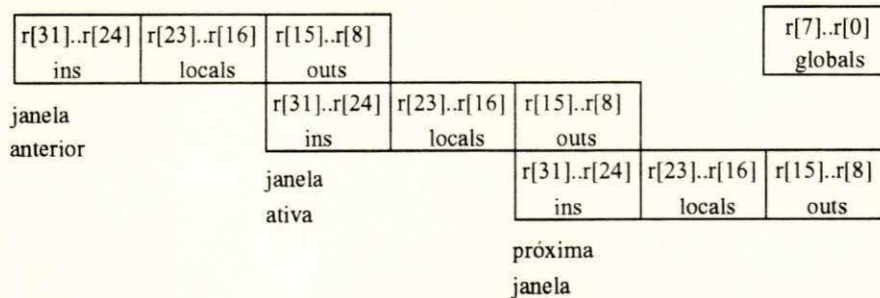 r[31]..r[24] r[23]..r[16] r[15]..r[8] r[7]..r[0]
ins locals outs globals
janela r[31]..r[24] r[23]..r[16] r[15]..r[8]
anterior ins locals outs
janela r[31]..r[24] r[23]..r[16] r[15]..r[8]
ativa ins locals outs
próxima
janela